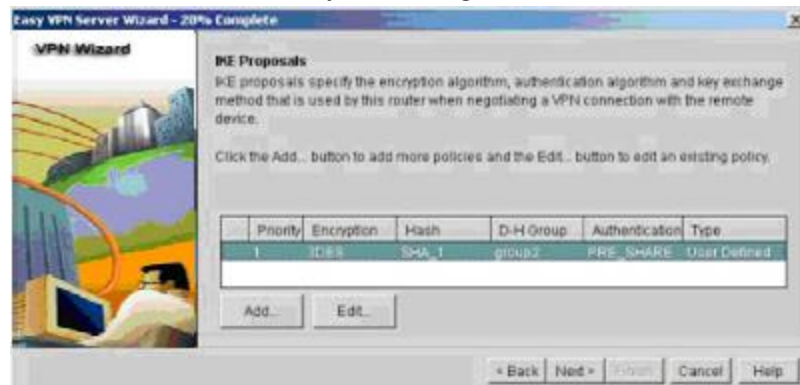 Easy VPN Server Wizard - 20% Complete
VPN Wizard
IKE Proposals
IKE proposals specify the encryption algorithm, authentication algorithm and key exchange
method that is used by this router when negotiating a VPN connection with the remote
device.
Click the Add... button to add more policies and the Edit... button to edit an existing policy.
Priority Encryption Hash D-H Group Authentication Type
1 3DES SHA_1 group2 PRE_SHARE User Defined
Add... Edit...
< Back Next > Finish Cancel Help